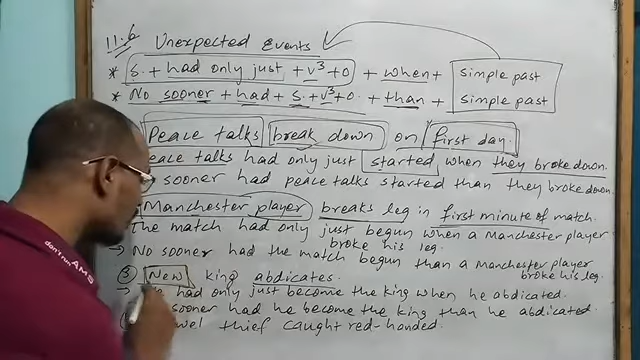 11.6 Unexpected Events
* S. + had only just + v³ + O + when + Simple past
* No sooner + had + S. + v³ + O. + than + Simple past
Peace talks break down on first day.
Peace talks had only just started when they broke down.
sooner had peace talks started than they broke down.
Manchester player breaks leg in first minute of match.
The match had only just begun when a Manchester player broke his leg.
→ No sooner had the match begun than a Manchester player broke his leg.
③ New king abdicates.
→ He had only just become the king when he abdicated.
sooner had he become the king than he abdicated.
thief caught red-handed.
don't run AMS